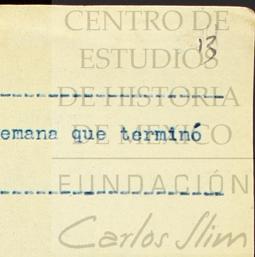 CENTRO DE
ESTUDIOS
13
DE HISTORIA
emana que terminó
DE MEXICO
FUNDACIÓN
Carlos Slim